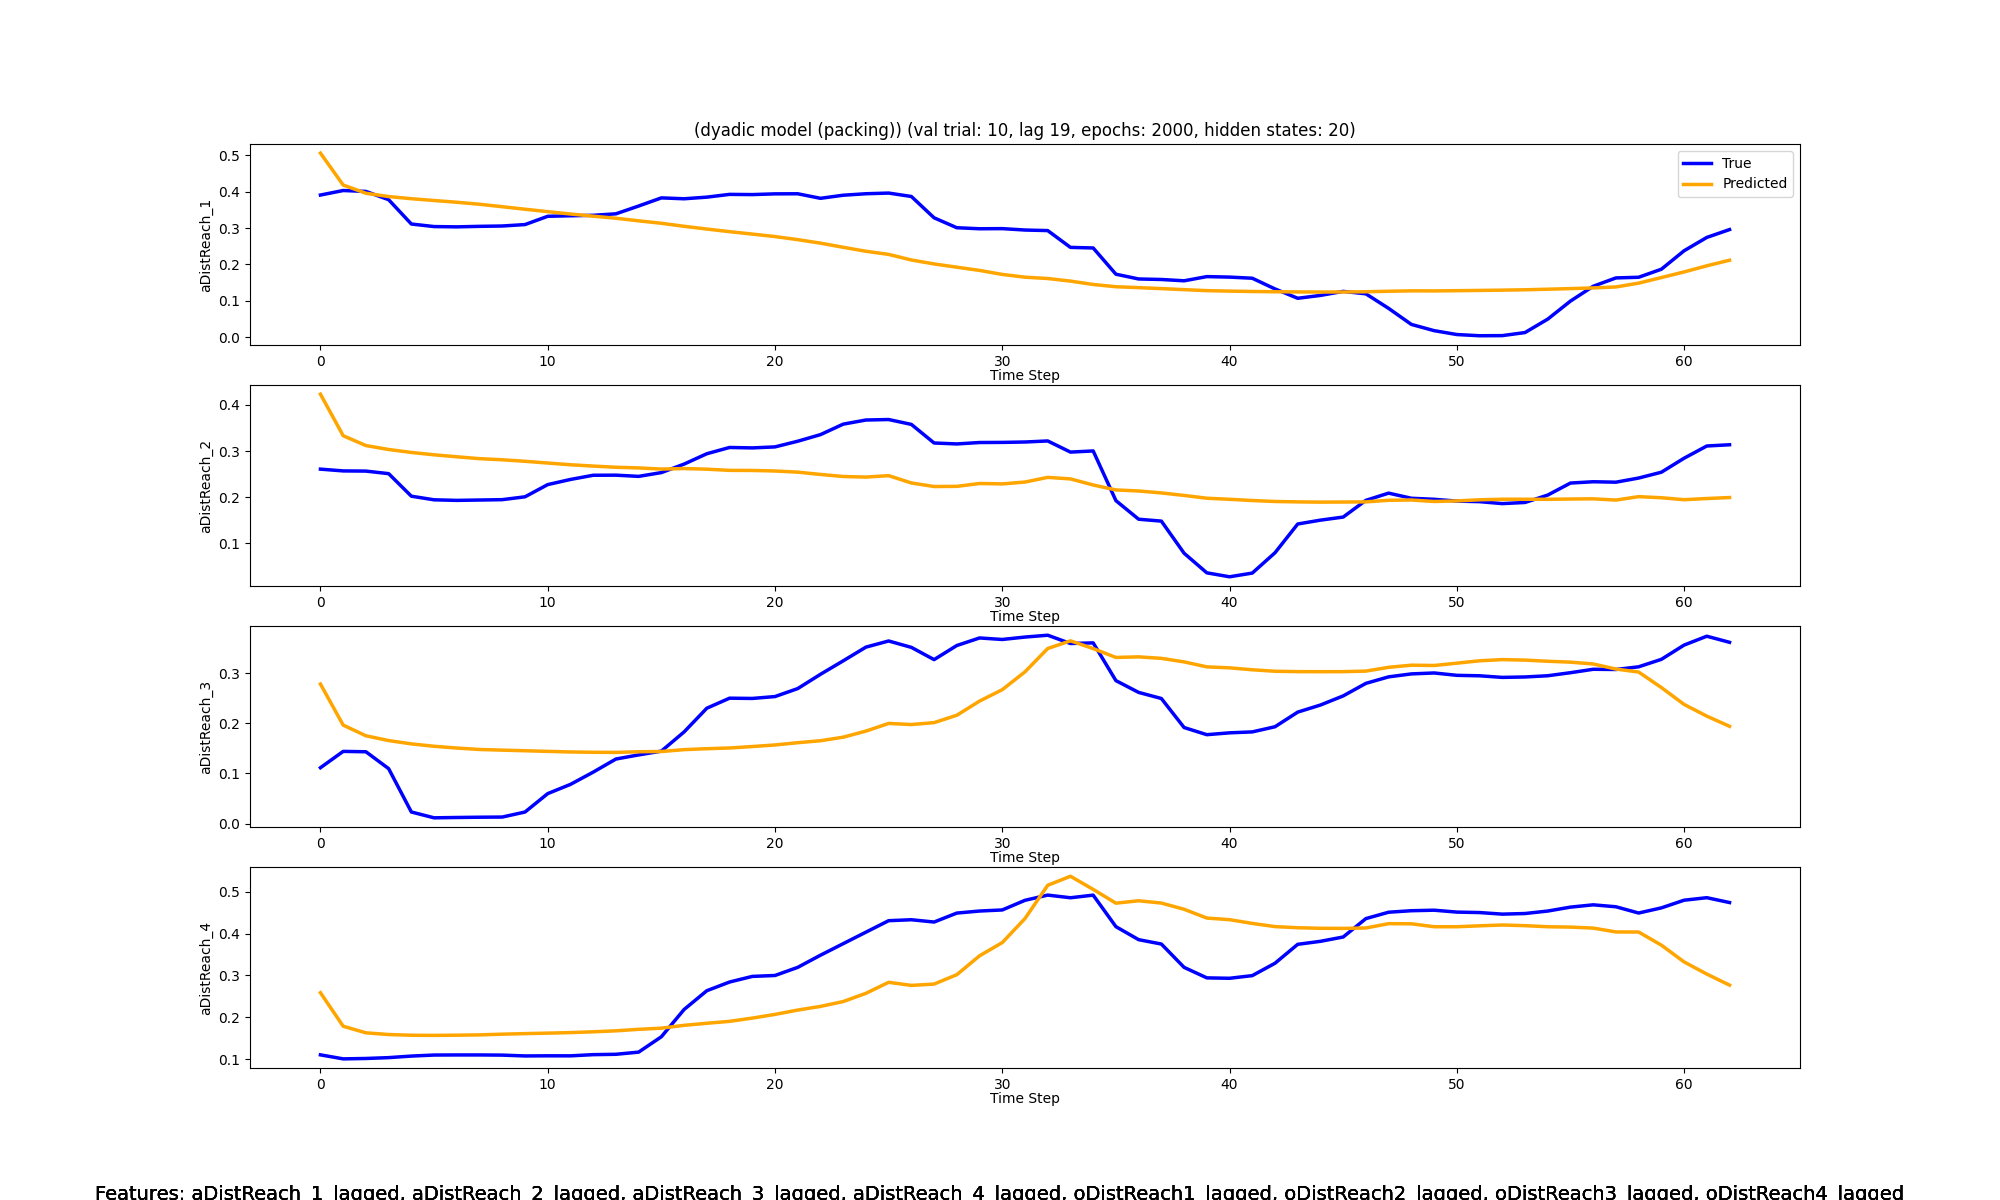 (dyadic model (packing)) (val trial: 10, lag 19, epochs: 2000, hidden states: 20)
True
Predicted
aDistReach_1
0.5
0.4
0.3
0.2
0.1
0.0
0 10 20 30 40 50 60
Time Step
aDistReach_2
0.4
0.3
0.2
0.1
0 10 20 30 40 50 60
Time Step
aDistReach_3
0.3
0.2
0.1
0.0
0 10 20 30 40 50 60
Time Step
aDistReach_4
0.5
0.4
0.3
0.2
0.1
0 10 20 30 40 50 60
Time Step
Features: aDistReach_1_lagged, aDistReach_2_lagged, aDistReach_3_lagged, aDistReach_4_lagged, oDistReach1_lagged, oDistReach2_lagged, oDistReach3_lagged, oDistReach4_lagged